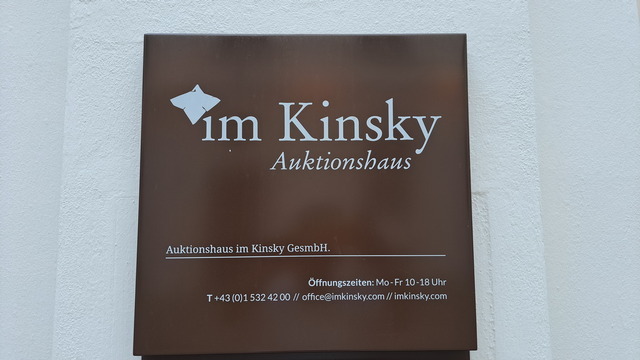 im Kinsky
Auktionshaus
Auktionshaus im Kinsky GesmbH.
Öffnungszeiten: Mo - Fr 10 - 18 Uhr
T +43 (0)1 532 42 00 // office@imkinsky.com // imkinsky.com